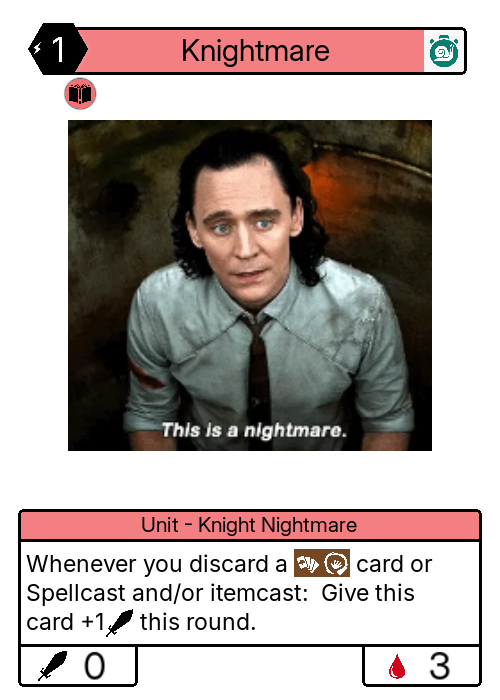 1
Knightmare
This is a nightmare.
Unit - Knight Nightmare
Whenever you discard a card or
Spellcast and/or itemcast:  Give this
card +1 this round.
0
3